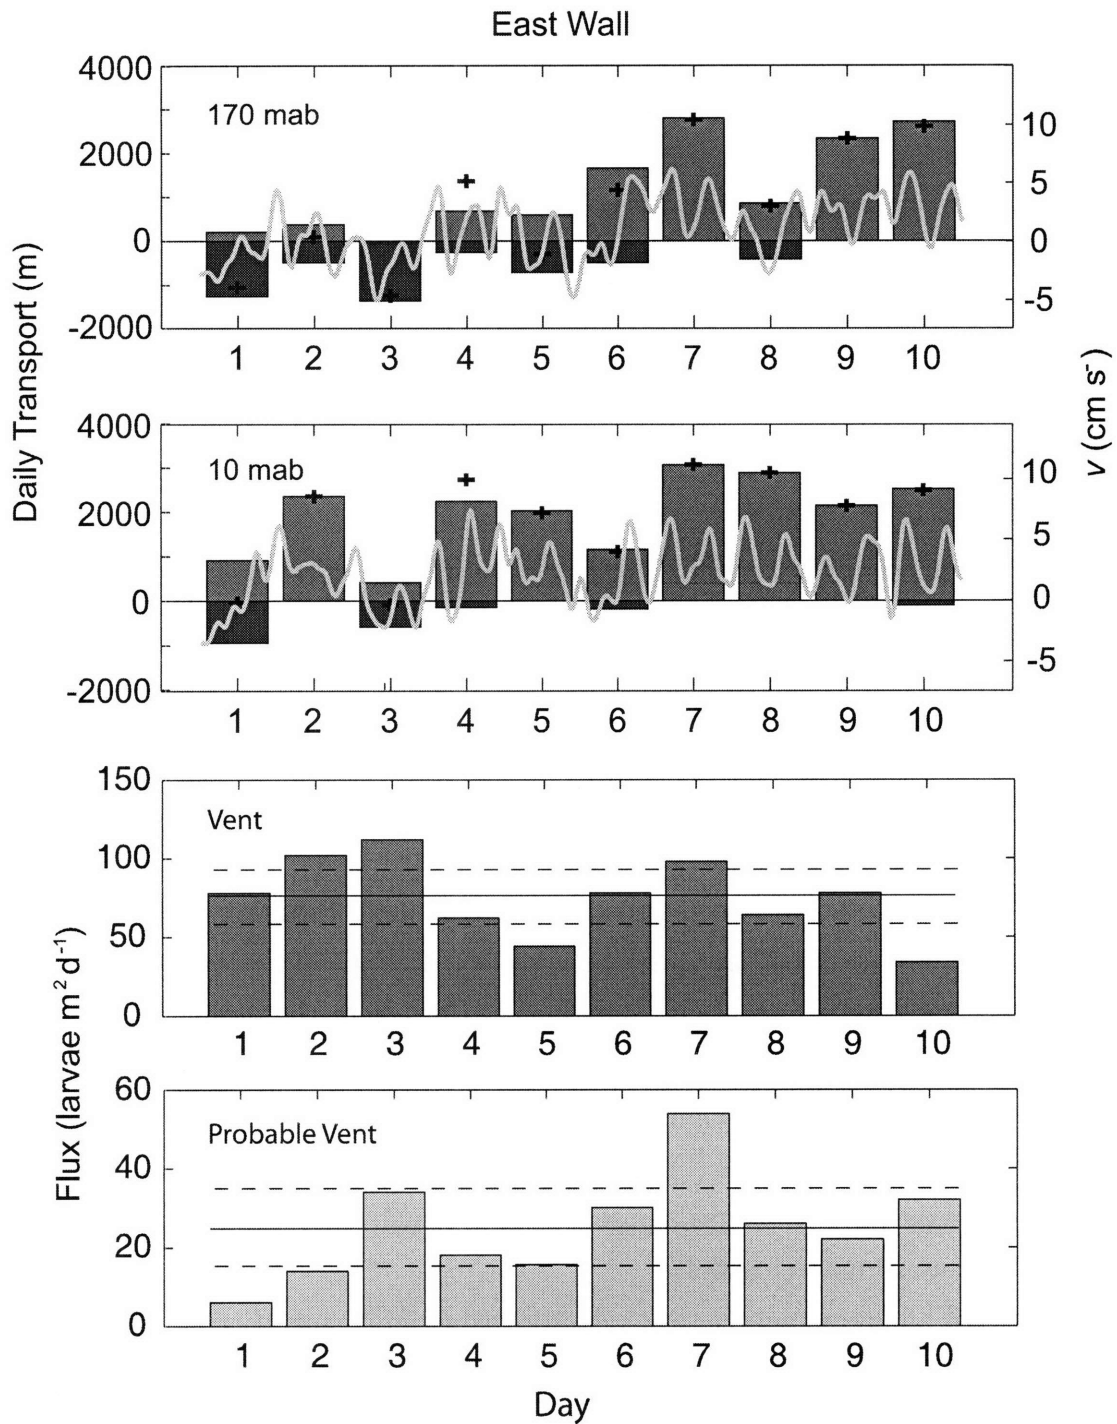 East Wall
Daily Transport (m)
4000
2000
0
-2000
170 mab
10
5
0
-5
1 2 3 4 5 6 7 8 9 10
v (cm s⁻)
4000
2000
0
-2000
10 mab
10
5
0
-5
1 2 3 4 5 6 7 8 9 10
Flux (larvae m² d⁻¹)
150
100
50
0
Vent
1 2 3 4 5 6 7 8 9 10
60
40
20
0
Probable Vent
1 2 3 4 5 6 7 8 9 10
Day